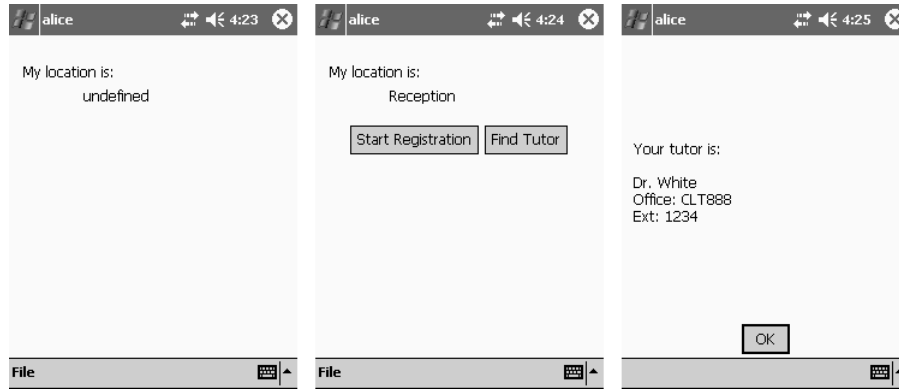 alice 4:23
My location is:
undefined
File
alice 4:24
My location is:
Reception
Start Registration Find Tutor
File
alice 4:25
Your tutor is:
Dr. White
Office: CLT888
Ext: 1234
OK